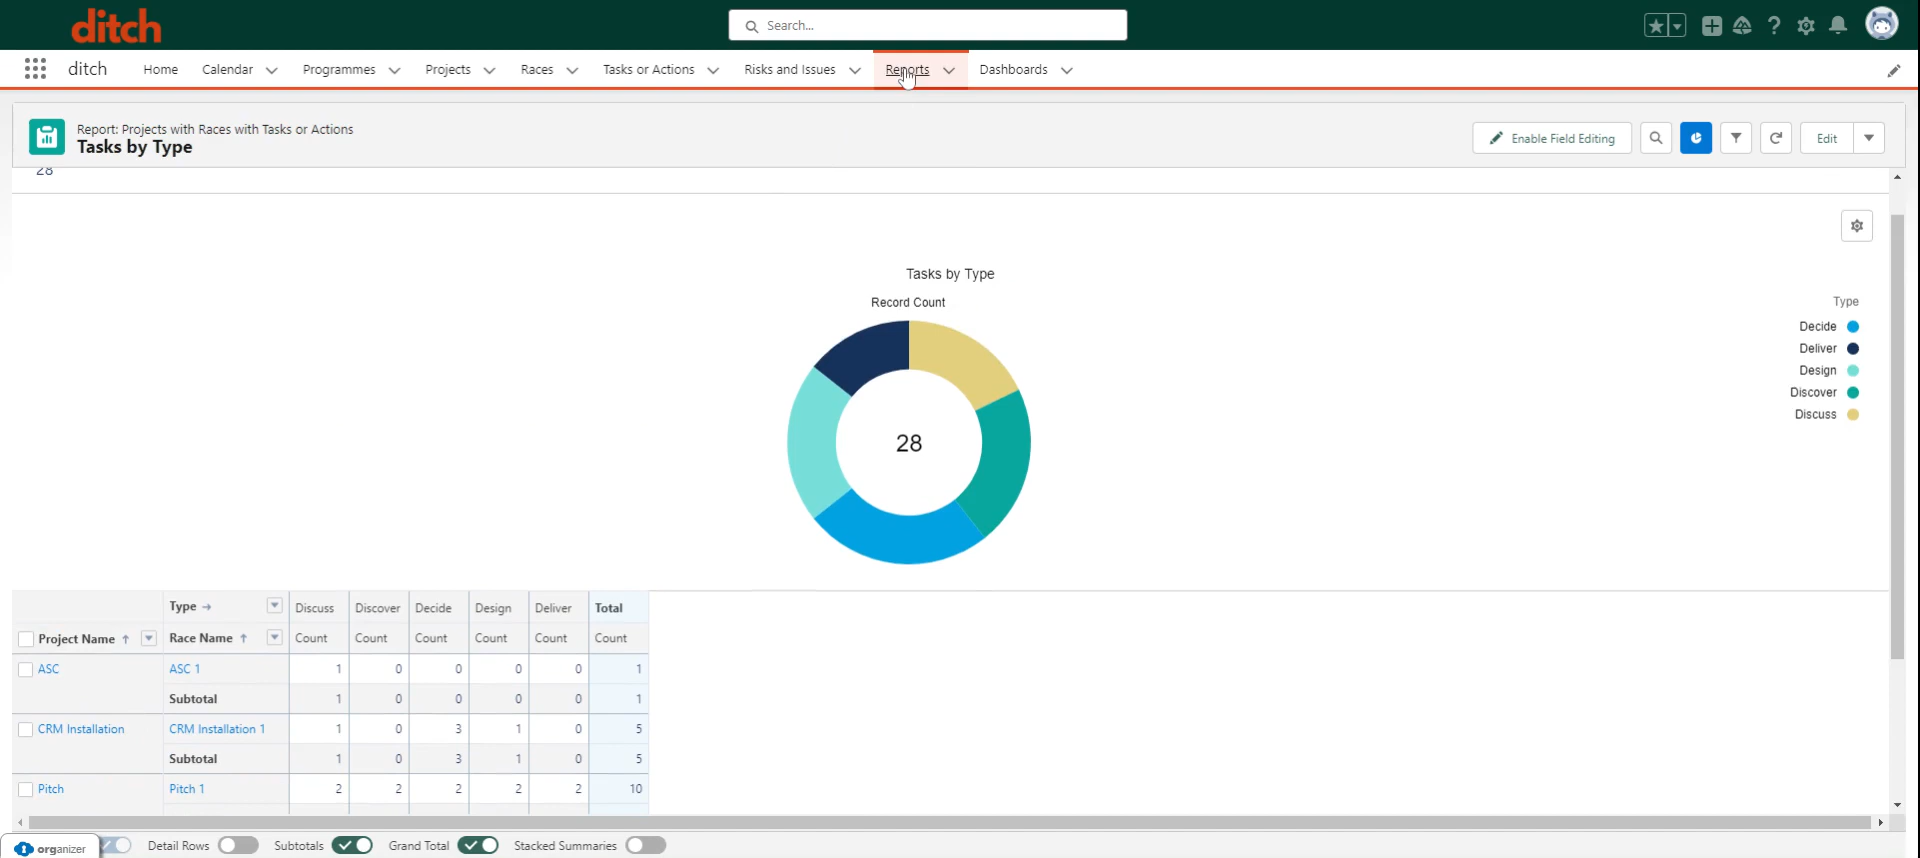 ditch
Search...
ditch Home Calendar Programmes Projects Races Tasks or Actions Risks and Issues Reports Dashboards
Report: Projects with Races with Tasks or Actions
Tasks by Type
Enable Field Editing Edit
28
Tasks by Type
Record Count
28
Type
Decide
Deliver
Design
Discover
Discuss
Type Discuss Discover Decide Design Deliver Total
Project Name Race Name Count Count Count Count Count Count
ASC ASC 1 1 0 0 0 0 1
Subtotal 1 0 0 0 0 1
CRM Installation CRM Installation 1 1 0 3 1 0 5
Subtotal 1 0 3 1 0 5
Pitch Pitch 1 2 2 2 2 2 10
organizer Detail Rows Subtotals Grand Total Stacked Summaries